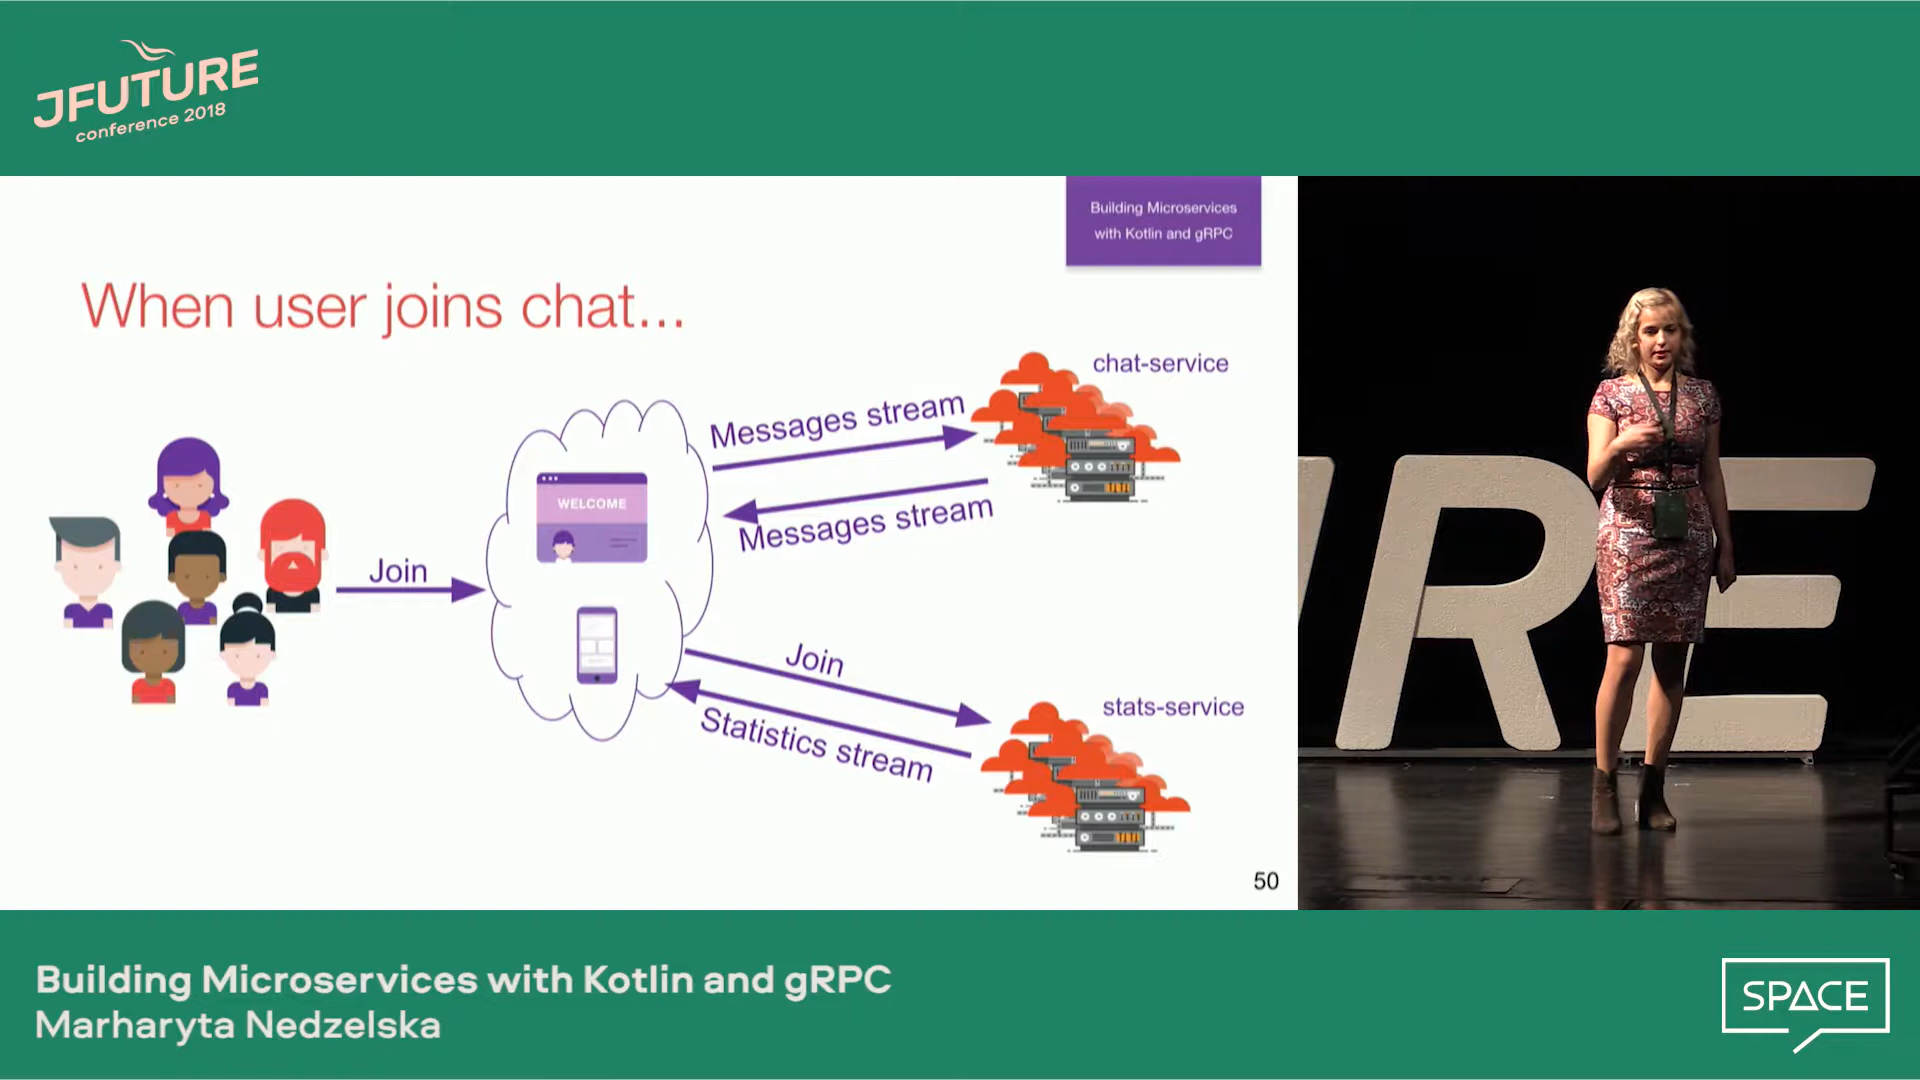 JFUTURE
conference 2018
Building Microservices
with Kotlin and gRPC
When user joins chat...
chat-service
Messages stream
Messages stream
WELCOME
Join
Join
Statistics stream
stats-service
50
RE
Building Microservices with Kotlin and gRPC
Marharyta Nedzelska
SPACE